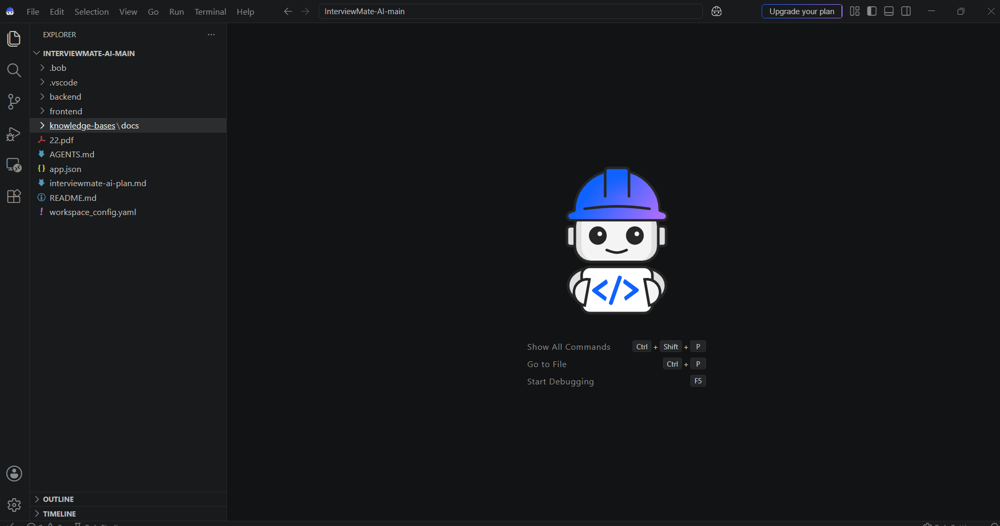 File Edit Selection View Go Run Terminal Help InterviewMate-AI-main Upgrade your plan
EXPLORER
INTERVIEWMATE-AI-MAIN
.bob
.vscode
backend
frontend
knowledge-bases\docs
22.pdf
AGENTS.md
{} app.json
interviewmate-ai-plan.md
README.md
! workspace_config.yaml
</>
Show All Commands Ctrl + Shift + P
Go to File Ctrl + P
Start Debugging F5
OUTLINE
TIMELINE